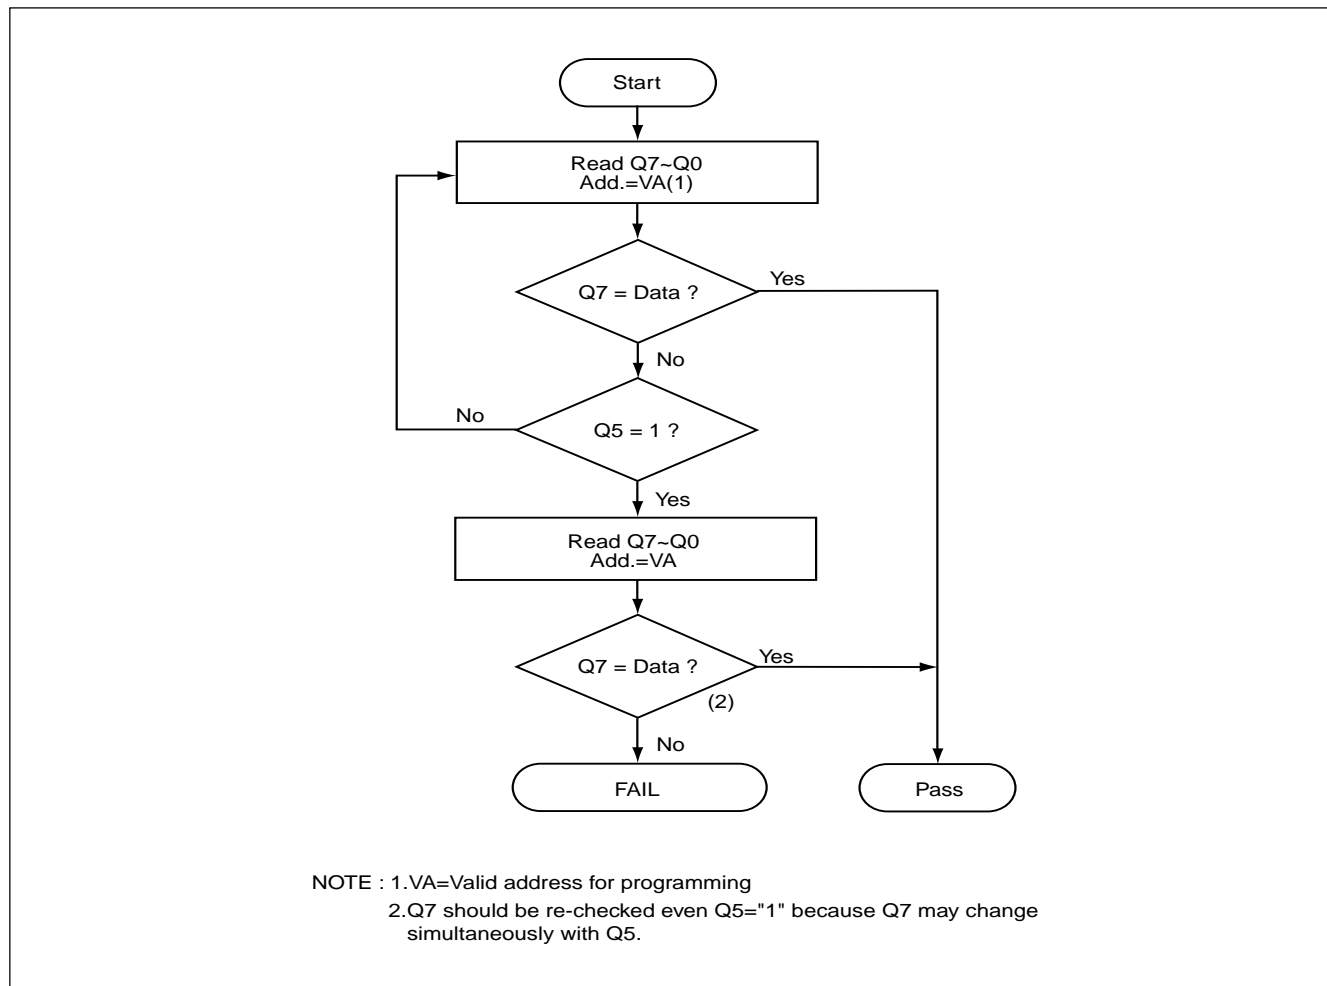 Start
Read Q7~Q0
Add.=VA(1)
Q7 = Data ?
Yes
No
No
Q5 = 1 ?
Yes
Read Q7~Q0
Add.=VA
Q7 = Data ?
Yes
(2)
No
FAIL
Pass
NOTE : 1.VA=Valid address for programming
2.Q7 should be re-checked even Q5="1" because Q7 may change
simultaneously with Q5.